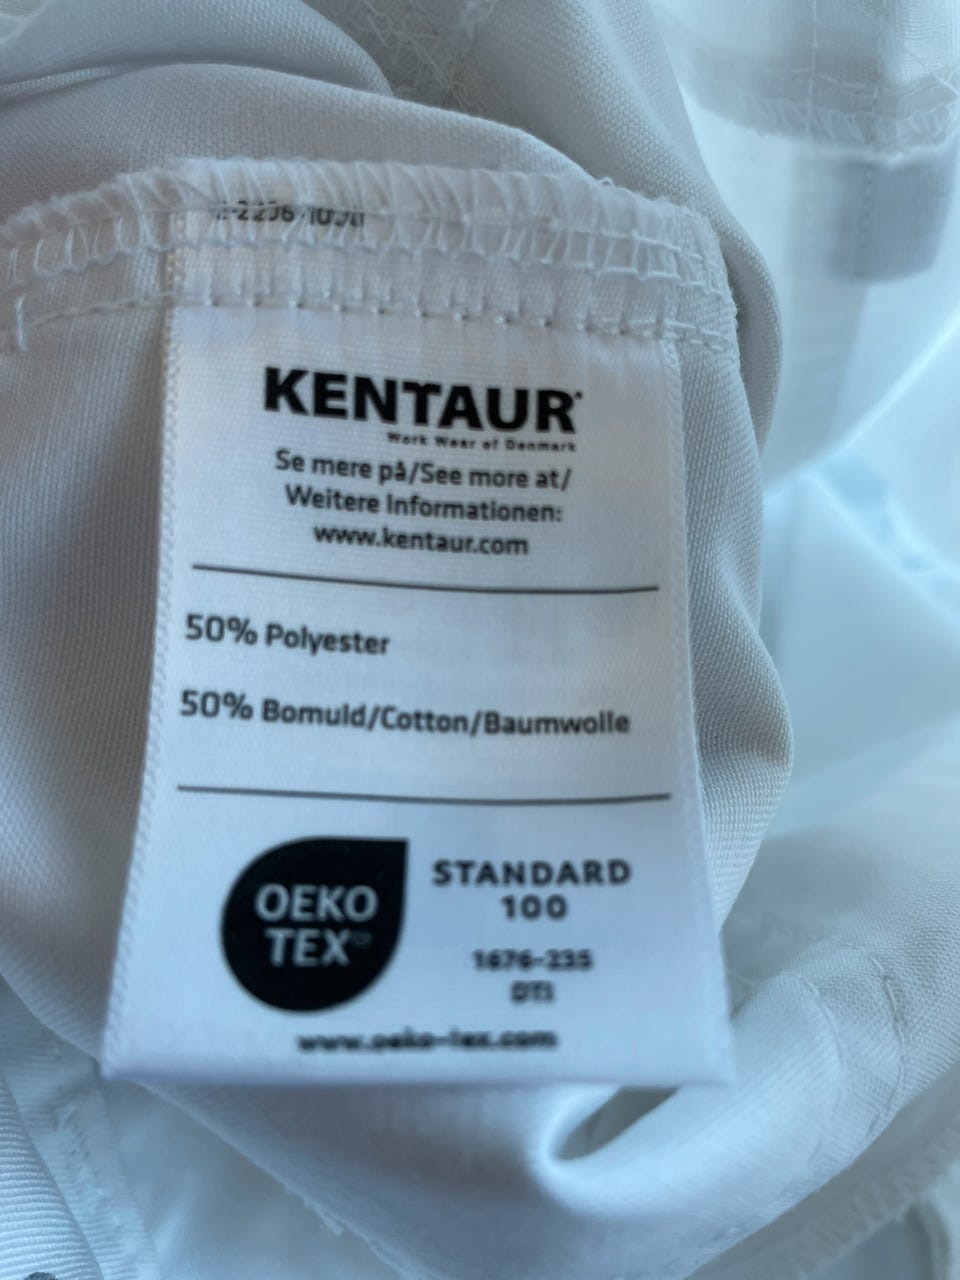 KENTAUR
Work Wear of Denmark
Se mere på/See more at/
Weitere Informationen:
www.kentaur.com
50% Polyester
50% Bomuld/Cotton/Baumwolle
OEKO
TEX
STANDARD
100
1676-235
DTI
www.oeko-tex.com